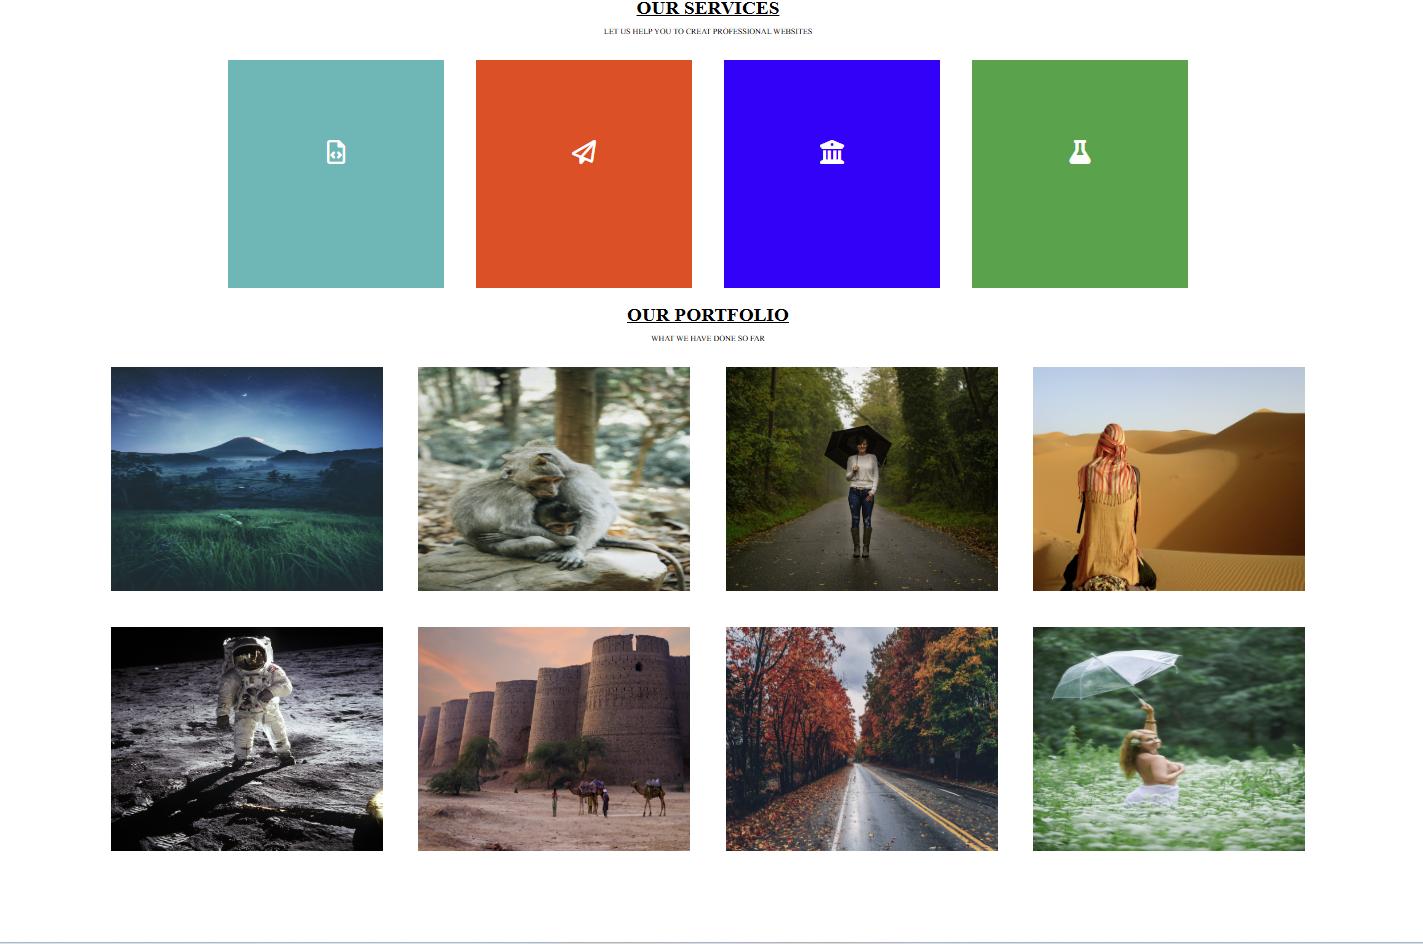 OUR SERVICES
LET US HELP YOU TO CREAT PROFESSIONAL WEBSITES
OUR PORTFOLIO
WHAT WE HAVE DONE SO FAR